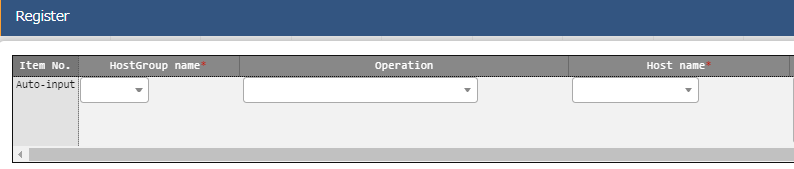 Register
Item No. HostGroup name* Operation Host name*
Auto-input